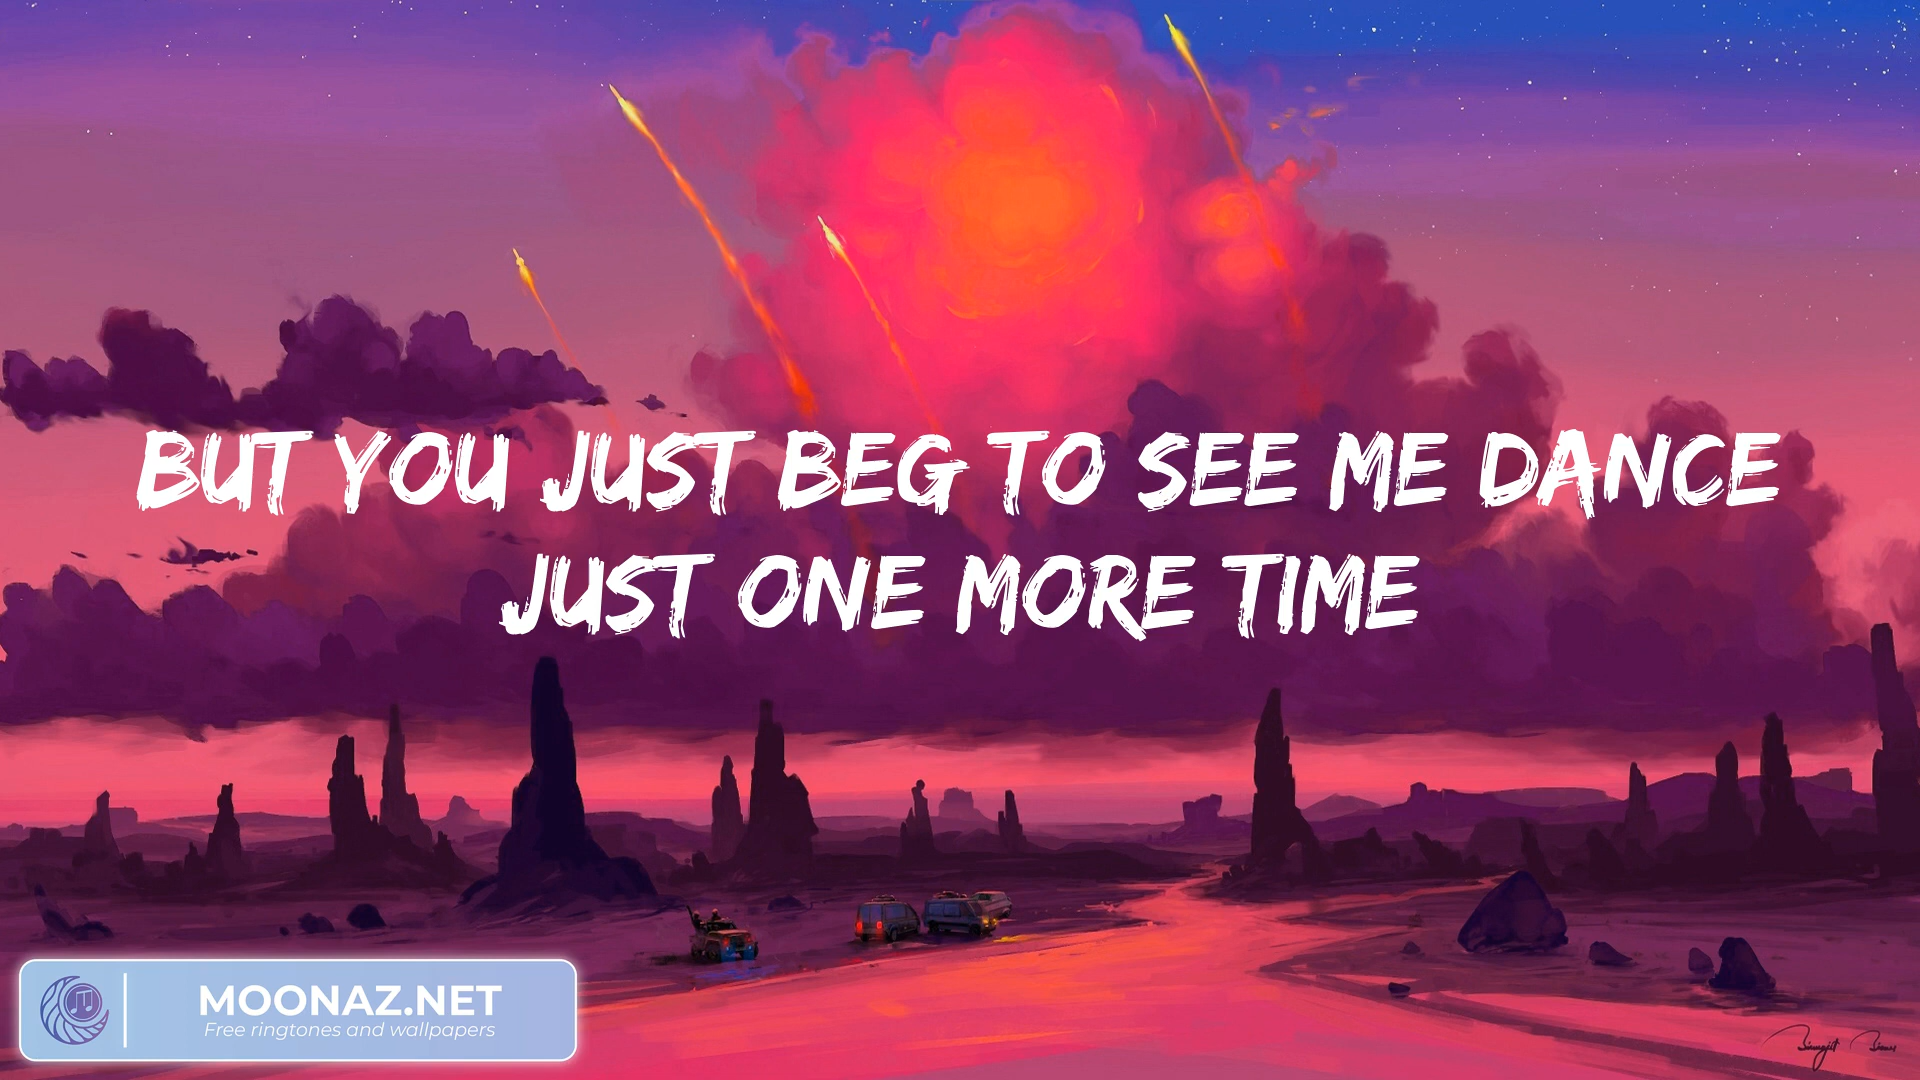 BUT YOU JUST BEG TO SEE ME DANCE
JUST ONE MORE TIME
MOONAZ.NET
Free ringtones and wallpapers